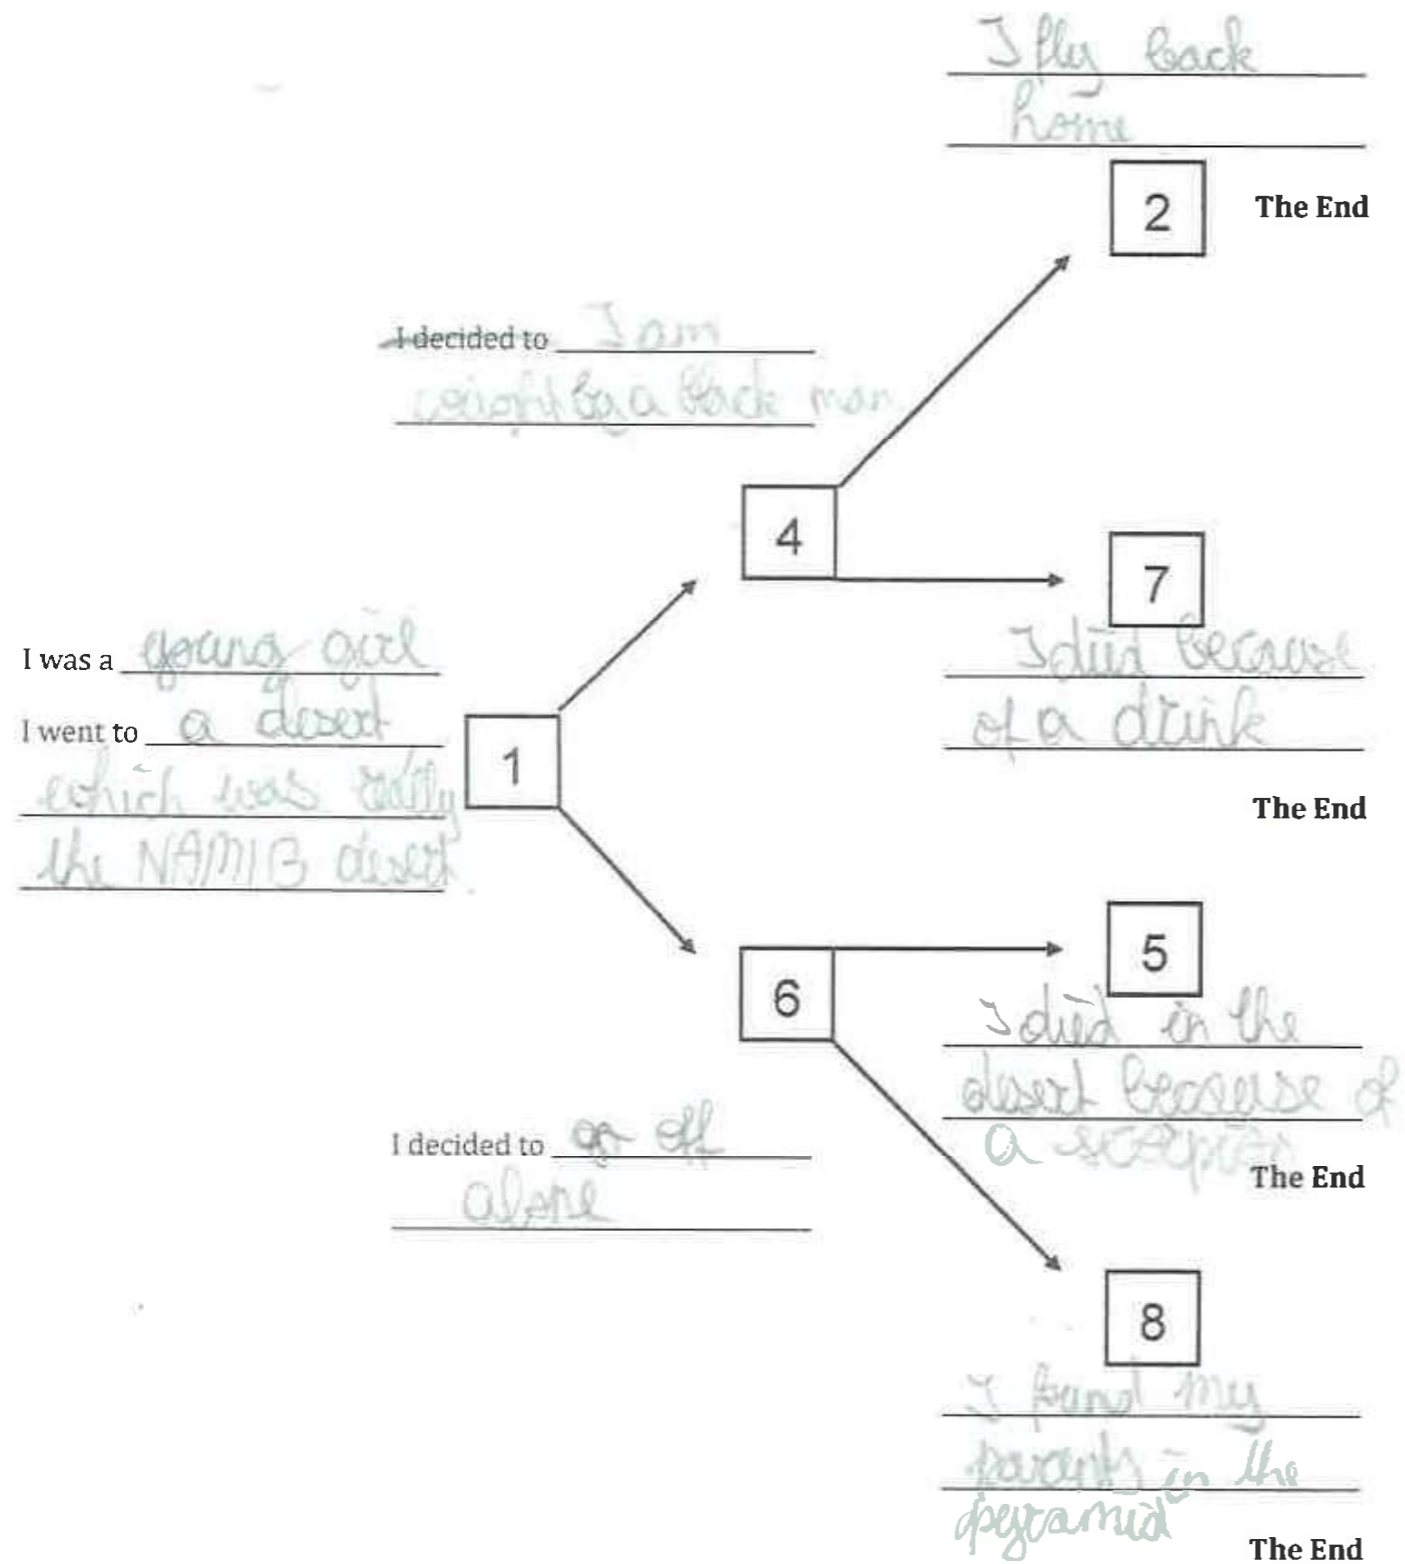 I fly back
home
2
The End
I decided to I am
by a black man
4
7
I died because
of a drink
The End
I was a young girl
I went to a desert
which was really
the NAMIB desert.
1
5
I died in the
desert because of
a scorpion
The End
6
I decided to go off
alone
8
I found my
parents in the
pyramid
The End